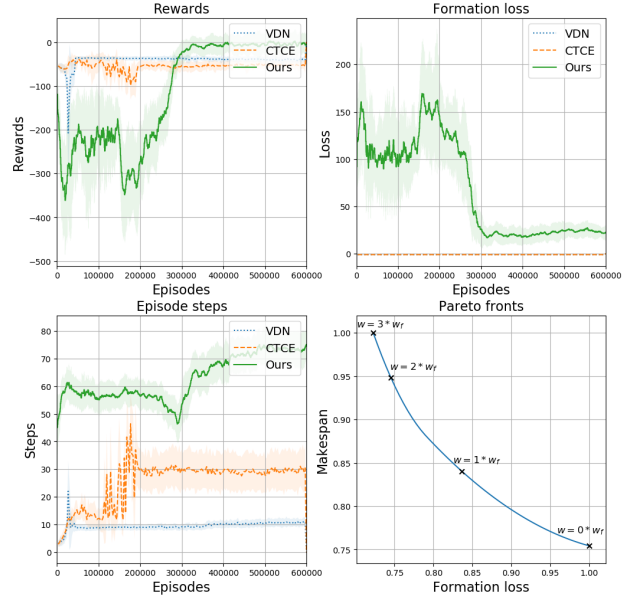 Rewards
VDN
CTCE
Ours
Rewards
0
−100
−200
−300
−400
−500
0 100000 200000 300000 400000 500000 600000
Episodes
Formation loss
VDN
CTCE
Ours
Loss
200
150
100
50
0
0 100000 200000 300000 400000 500000 600000
Episodes
Episode steps
VDN
CTCE
Ours
Steps
80
70
60
50
40
30
20
10
0
0 100000 200000 300000 400000 500000 600000
Episodes
Pareto fronts
w = 3 * w_f
w = 2 * w_f
w = 1 * w_f
w = 0 * w_f
Makespan
1.00
0.95
0.90
0.85
0.80
0.75
0.75 0.80 0.85 0.90 0.95 1.00
Formation loss